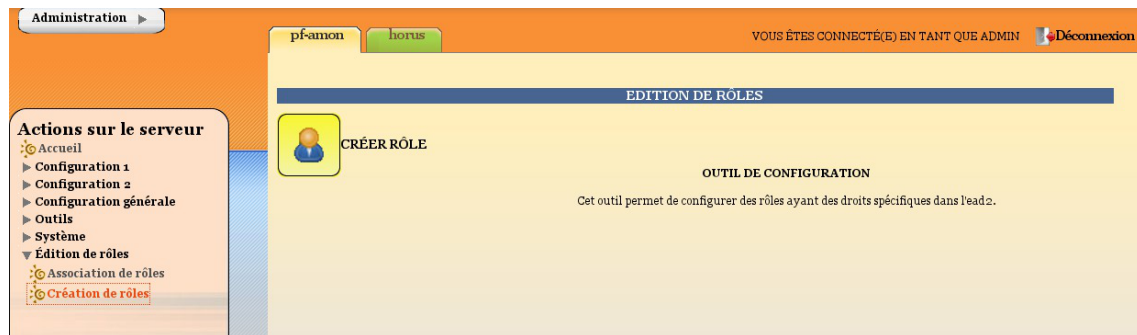 Administration
pf-amon
horus
VOUS ÊTES CONNECTÉ(E) EN TANT QUE ADMIN
Déconnexion
EDITION DE RÔLES
CRÉER RÔLE
OUTIL DE CONFIGURATION
Cet outil permet de configurer des rôles ayant des droits spécifiques dans l'ead2.
Actions sur le serveur
Accueil
Configuration 1
Configuration 2
Configuration générale
Outils
Système
Édition de rôles
Association de rôles
Création de rôles